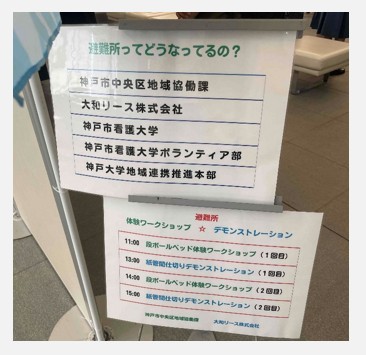 避難所ってどうなってるの？
神戸市中央区地域協働課
大和リース株式会社
神戸市看護大学
神戸市看護大学ボランティア部
神戸大学地域連携推進本部
避難所
体験ワークショップ ☆ デモンストレーション
11:00 段ボールベッド体験ワークショップ（１回目）
13:00 紙管間仕切りデモンストレーション（１回目）
14:00 段ボールベッド体験ワークショップ（２回目）
15:00 紙管間仕切りデモンストレーション（２回目）
神戸市中央区地域協働課 大和リース株式会社